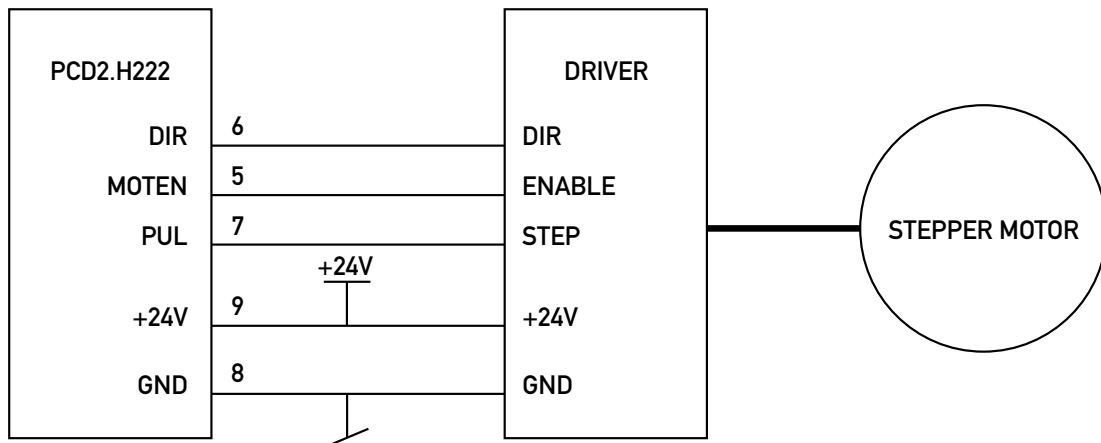 PCD2.H222
DRIVER
DIR 6 DIR
MOTEN 5 ENABLE
PUL 7 STEP
STEPPER MOTOR
+24V
+24V 9 +24V
GND 8 GND